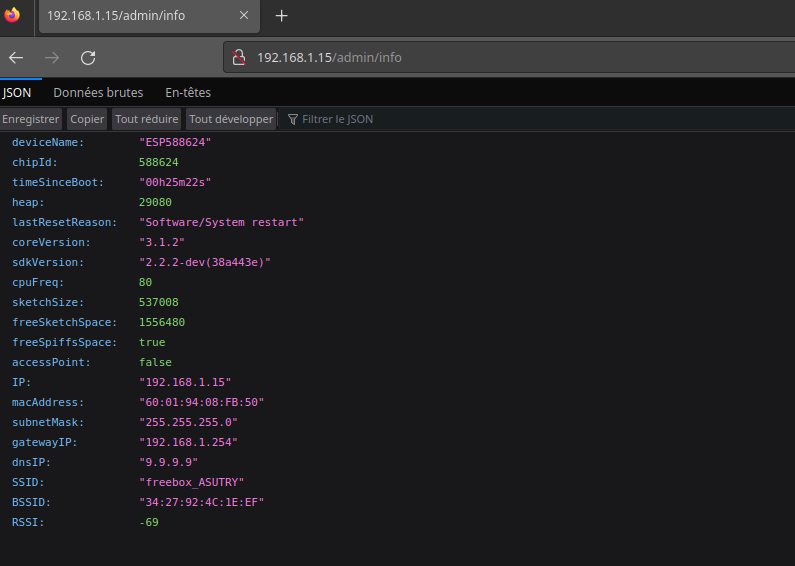 192.168.1.15/admin/info
192.168.1.15/admin/info
JSON Données brutes En-têtes
Enregistrer Copier Tout réduire Tout développer Filtrer le JSON
deviceName: "ESP588624"
chipId: 588624
timeSinceBoot: "00h25m22s"
heap: 29080
lastResetReason: "Software/System restart"
coreVersion: "3.1.2"
sdkVersion: "2.2.2-dev(38a443e)"
cpuFreq: 80
sketchSize: 537008
freeSketchSpace: 1556480
freeSpiffsSpace: true
accessPoint: false
IP: "192.168.1.15"
macAddress: "60:01:94:08:FB:50"
subnetMask: "255.255.255.0"
gatewayIP: "192.168.1.254"
dnsIP: "9.9.9.9"
SSID: "freebox_ASUTRY"
BSSID: "34:27:92:4C:1E:EF"
RSSI: -69